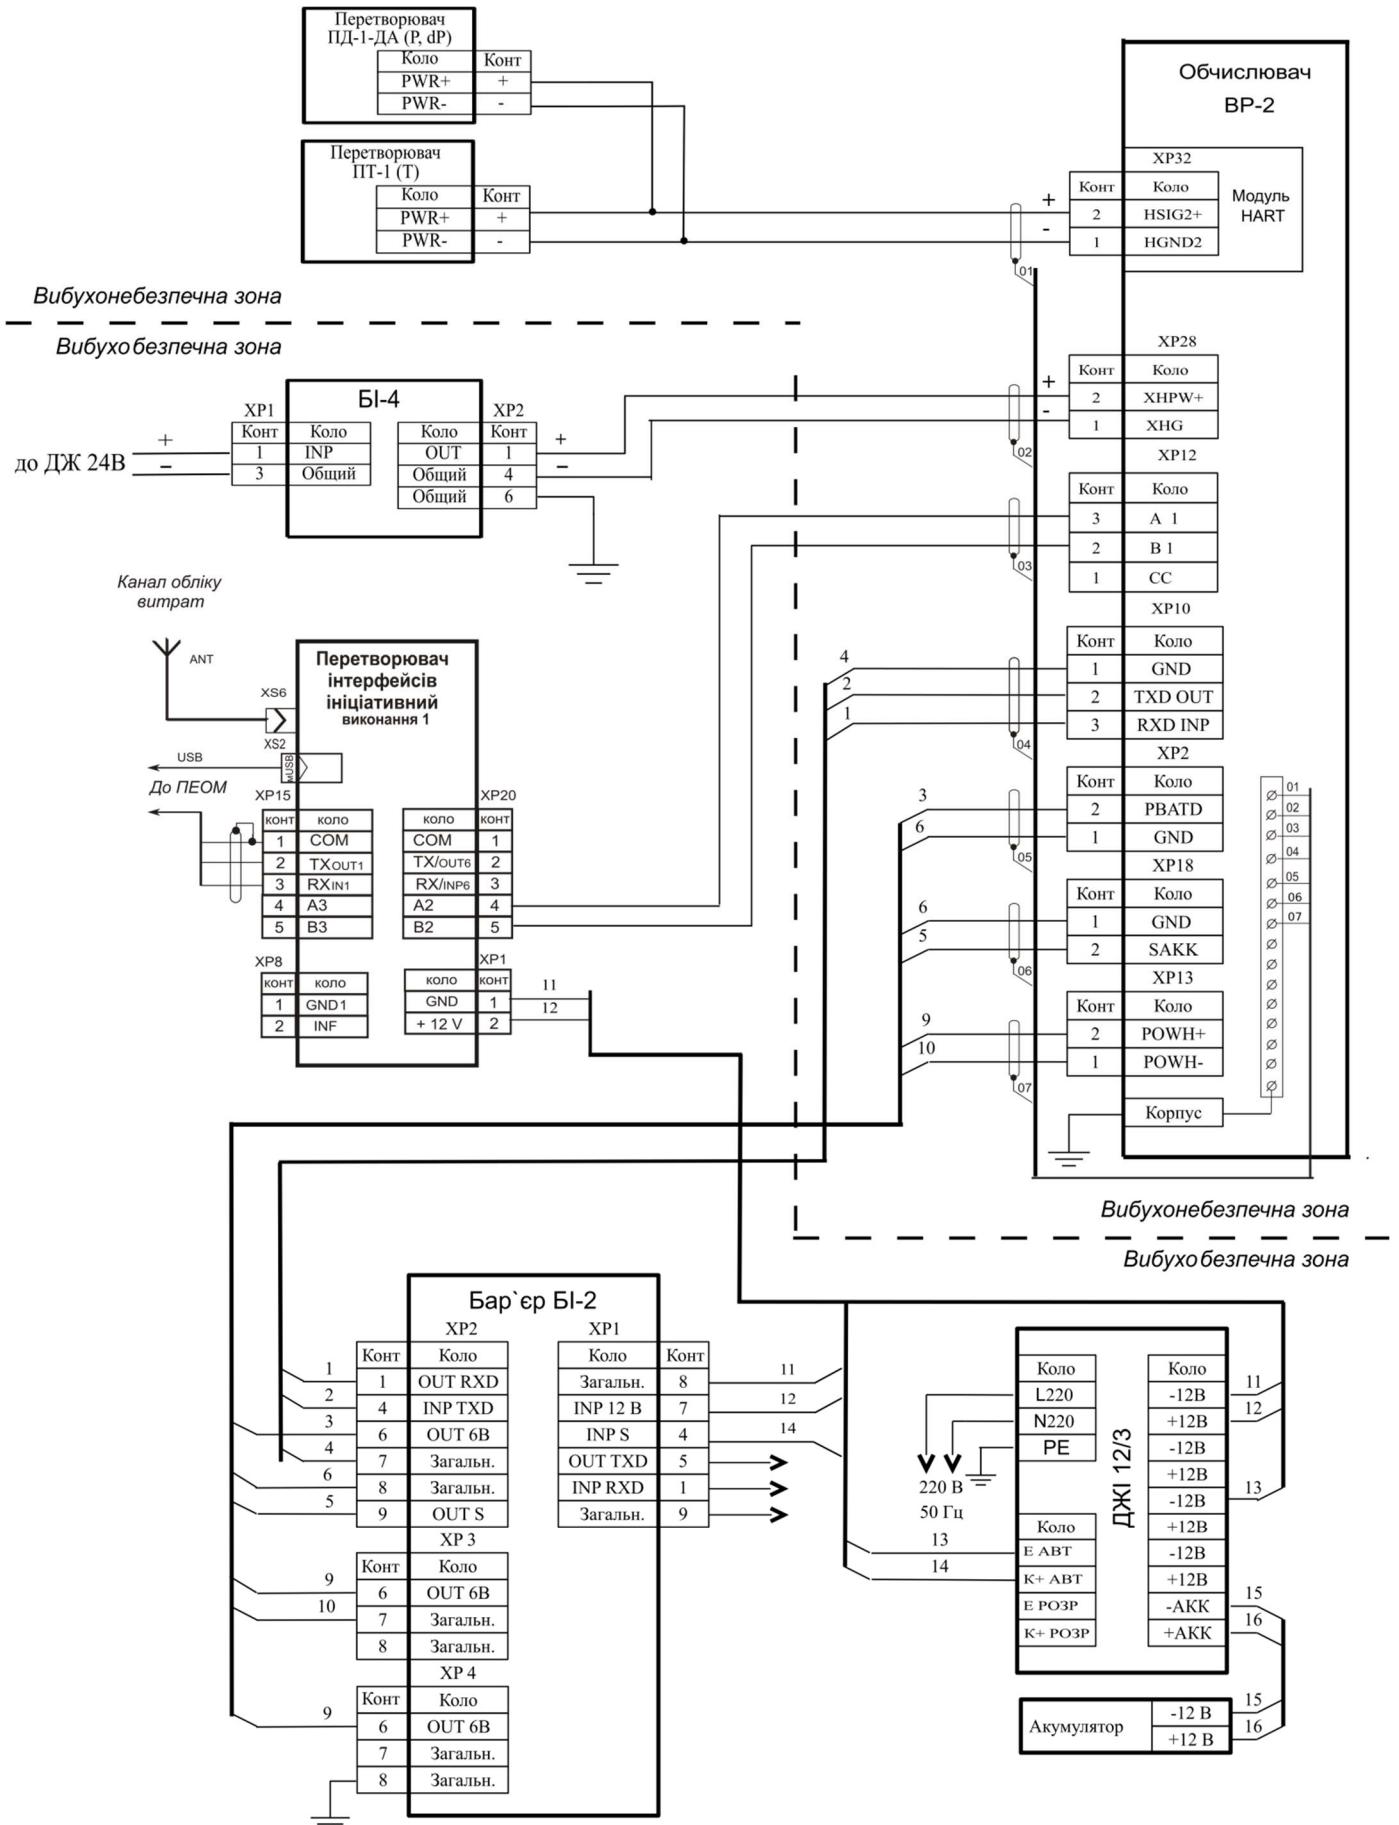 Перетворювач
ПД-1-ДА (P, dP)
Коло Конт
PWR+ +
PWR- -
Перетворювач
ПТ-1 (Т)
Коло Конт
PWR+ +
PWR- -
Обчислювач
ВР-2
XP32
Конт Коло
+ 2 HSIG2+
- 1 HGND2
Модуль
HART
01
Вибухонебезпечна зона
Вибухобезпечна зона
БІ-4
XP1
Конт Коло
1 INP
3 Общий
до ДЖ 24В
+
–
XP2
Коло Конт
OUT 1
Общий 4
Общий 6
+
–
XP28
Конт Коло
+ 2 XHPW+
- 1 XHG
02
XP12
Конт Коло
3 A 1
2 B 1
1 CC
03
XP10
Конт Коло
4 1 GND
2 2 TXD OUT
1 3 RXD INP
04
XP2
Конт Коло
3 2 PBATD
6 1 GND
05
XP18
Конт Коло
6 1 GND
5 2 SAKK
06
XP13
Конт Коло
9 2 POWH+
10 1 POWH-
07
Корпус
01
02
03
04
05
06
07
Канал обліку
витрат
ANT
XS6
XS2
USB
мUSB
До ПЕОМ
Перетворювач
інтерфейсів
ініціативний
виконання 1
XP15
конт коло
1 COM
2 TXOUT1
3 RXIN1
4 A3
5 B3
XP20
коло конт
COM 1
TX/OUT6 2
RX/INP6 3
A2 4
B2 5
XP8
конт коло
1 GND1
2 INF
XP1
коло конт
GND 1 11
+ 12 V 2 12
Вибухонебезпечна зона
Вибухобезпечна зона
Бар`єр БІ-2
XP2
Конт Коло
1 1 OUT RXD
2 4 INP TXD
3 6 OUT 6В
4 7 Загальн.
6 8 Загальн.
5 9 OUT S
XP 3
Конт Коло
9 6 OUT 6В
10 7 Загальн.
8 Загальн.
XP 4
Конт Коло
9 6 OUT 6В
7 Загальн.
8 Загальн.
XP1
Коло Конт
Загальн. 8 11
INP 12 В 7 12
INP S 4 14
OUT TXD 5
INP RXD 1
Загальн. 9
ДЖІ 12/3
Коло
L220
N220
PE
220 В
50 Гц
Коло
13 Е АВТ
14 К+ АВТ
Е РОЗР
К+ РОЗР
Коло
-12В 11
+12В 12
-12В
+12В
-12В 13
+12В
-12В
+12В
-АКК 15
+АКК 16
Акумулятор
-12 В 15
+12 В 16